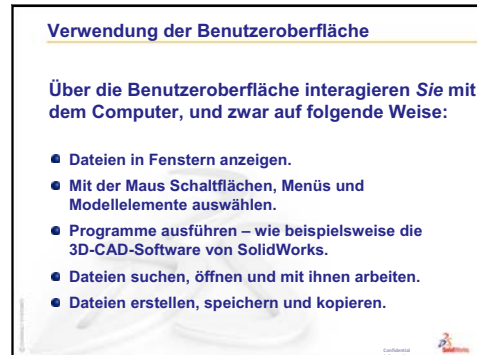 Verwendung der Benutzeroberfläche
Über die Benutzeroberfläche interagieren Sie mit
dem Computer, und zwar auf folgende Weise:
Dateien in Fenstern anzeigen.
Mit der Maus Schaltflächen, Menüs und
Modellelemente auswählen.
Programme ausführen – wie beispielsweise die
3D-CAD-Software von SolidWorks.
Dateien suchen, öffnen und mit ihnen arbeiten.
Dateien erstellen, speichern und kopieren.
Confidential
SolidWorks